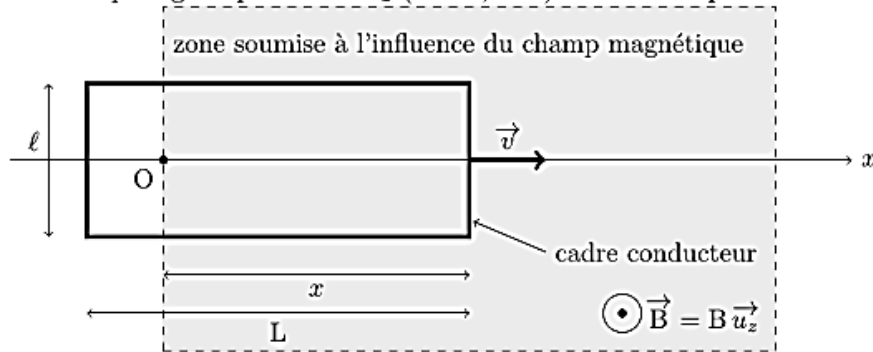 zone soumise à l'influence du champ magnétique
ℓ
v
O
x
cadre conducteur
x
L
B = B u_z